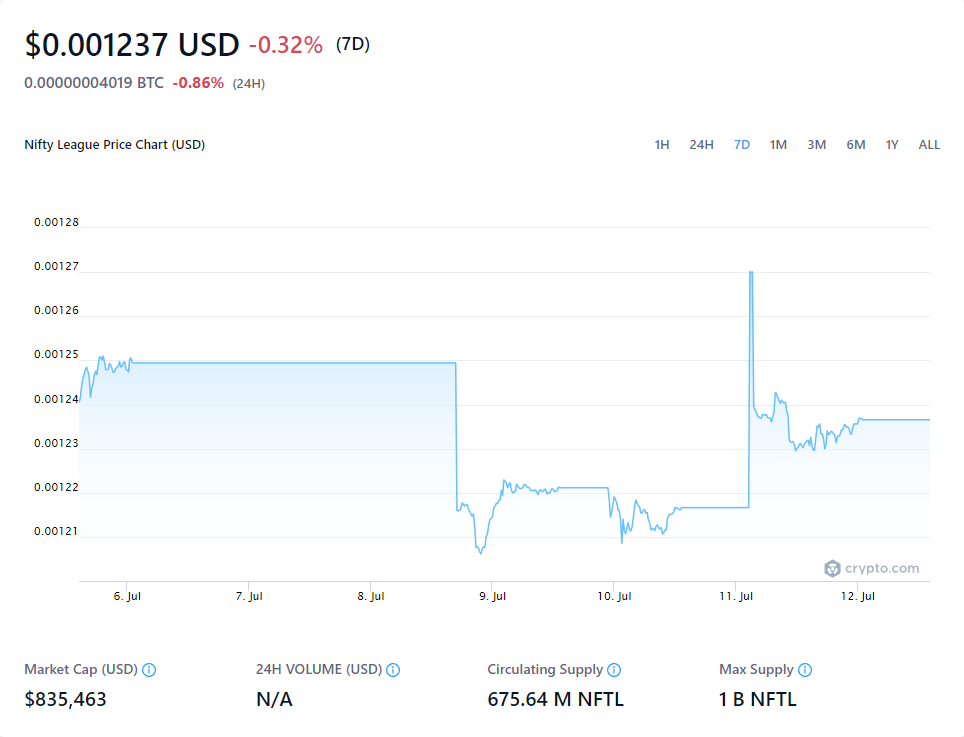 $0.001237 USD -0.32% (7D)
0.00000004019 BTC -0.86% (24H)
Nifty League Price Chart (USD)
1H 24H 7D 1M 3M 6M 1Y ALL
0.00128
0.00127
0.00126
0.00125
0.00124
0.00123
0.00122
0.00121
crypto.com
6. Jul 7. Jul 8. Jul 9. Jul 10. Jul 11. Jul 12. Jul
Market Cap (USD) 24H VOLUME (USD) Circulating Supply Max Supply
$835,463 N/A 675.64 M NFTL 1 B NFTL